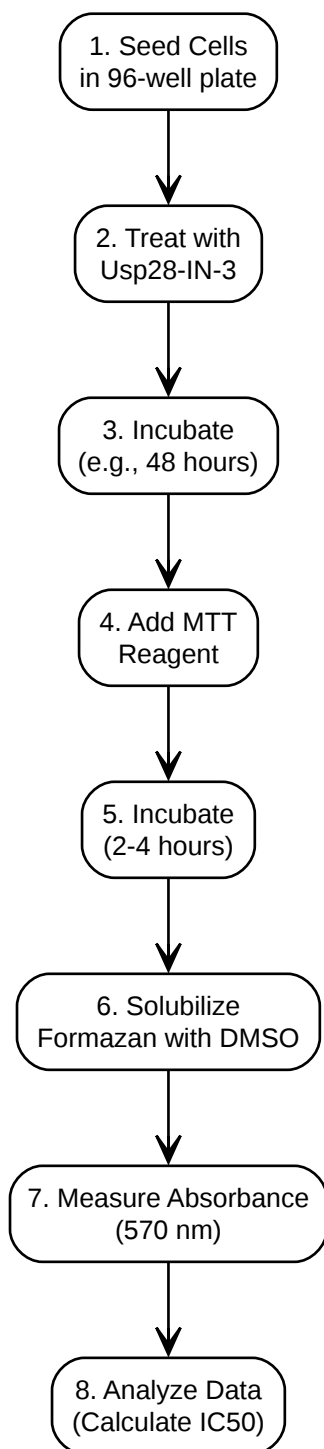 1. Seed Cells
in 96-well plate
2. Treat with
Usp28-IN-3
3. Incubate
(e.g., 48 hours)
4. Add MTT
Reagent
5. Incubate
(2-4 hours)
6. Solubilize
Formazan with DMSO
7. Measure Absorbance
(570 nm)
8. Analyze Data
(Calculate IC50)